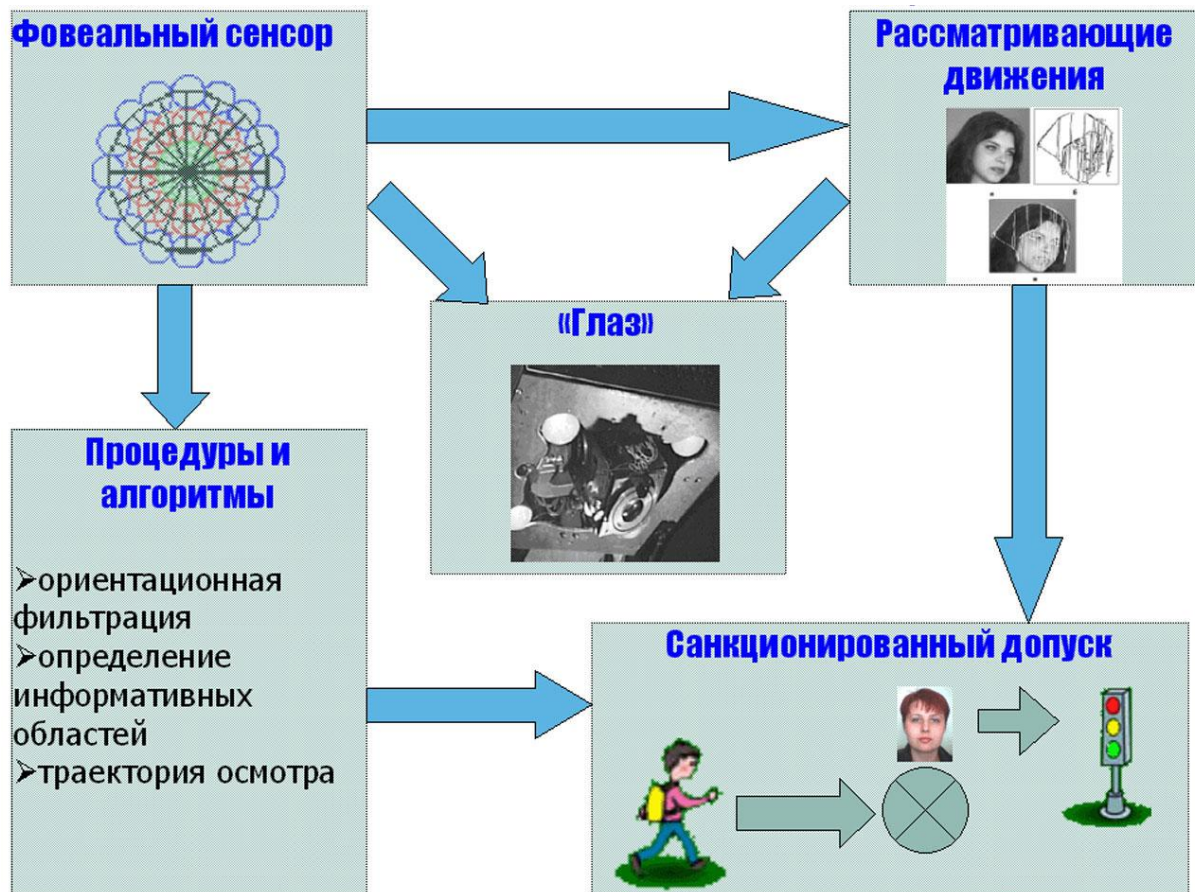 Фовеальный сенсор
Рассматривающие
движения
а
б
«Глаз»
Процедуры и
алгоритмы
➢ориентационная
фильтрация
➢определение
информативных
областей
➢траектория осмотра
Санкционированный допуск